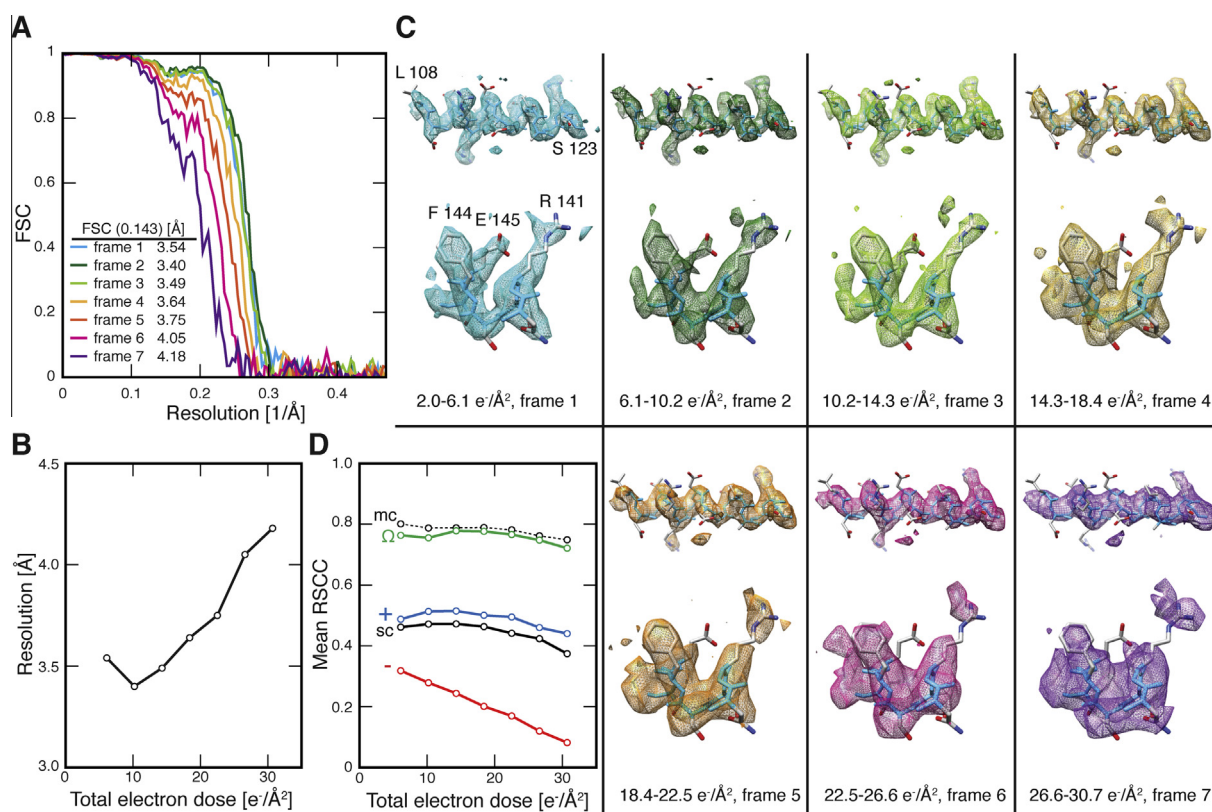 A
FSC
1
0.8
0.6
0.4
0.2
0
0 0.1 0.2 0.3 0.4
Resolution [1/Å]
FSC (0.143) [Å]
frame 1 3.54
frame 2 3.40
frame 3 3.49
frame 4 3.64
frame 5 3.75
frame 6 4.05
frame 7 4.18
B
Resolution [Å]
4.5
4.0
3.5
3.0
0 10 20 30
Total electron dose [e-/Å²]
C
L 108
S 123
F 144 E 145 R 141
2.0-6.1 e-/Å², frame 1
6.1-10.2 e-/Å², frame 2
10.2-14.3 e-/Å², frame 3
14.3-18.4 e-/Å², frame 4
18.4-22.5 e-/Å², frame 5
22.5-26.6 e-/Å², frame 6
26.6-30.7 e-/Å², frame 7
D
Mean RSCC
1.0
0.8
0.6
0.4
0.2
0
mc
Ω
+
sc
-
0 10 20 30
Total electron dose [e-/Å²]